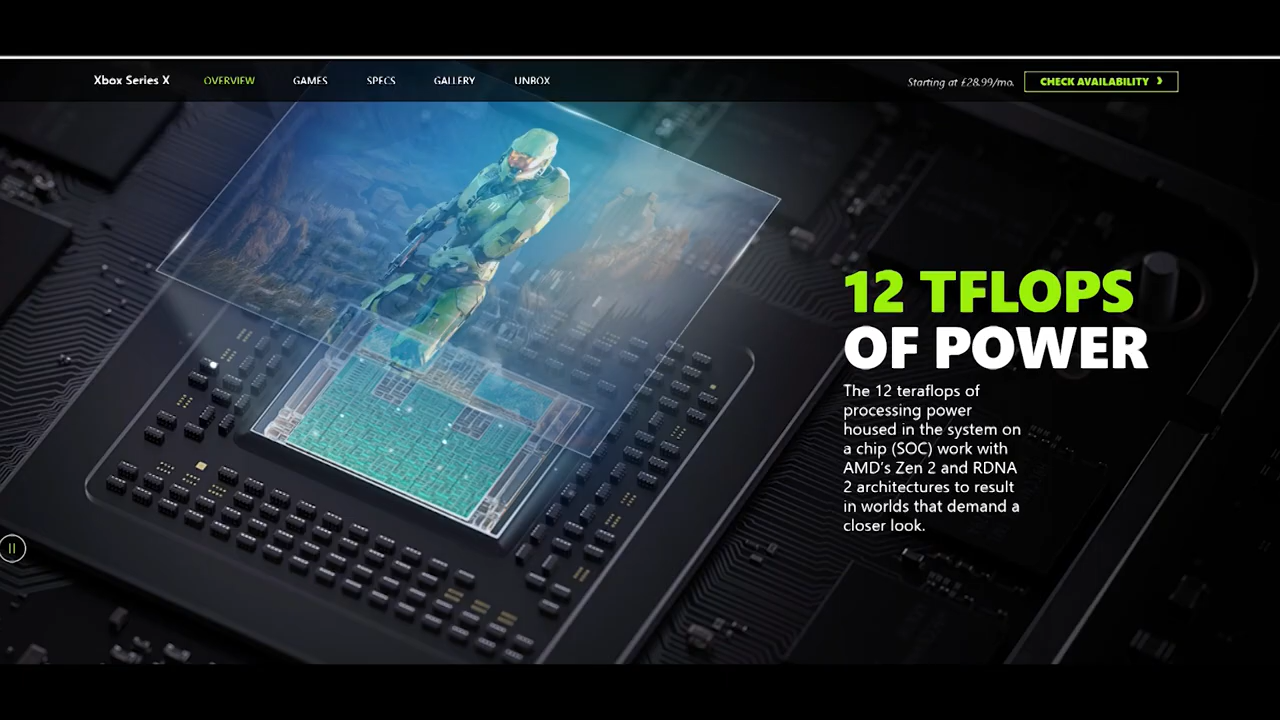 Xbox Series X OVERVIEW GAMES SPECS GALLERY UNBOX Starting at £28.99/mo. CHECK AVAILABILITY
12 TFLOPS
OF POWER
The 12 teraflops of
processing power
housed in the system on
a chip (SOC) work with
AMD's Zen 2 and RDNA
2 architectures to result
in worlds that demand a
closer look.